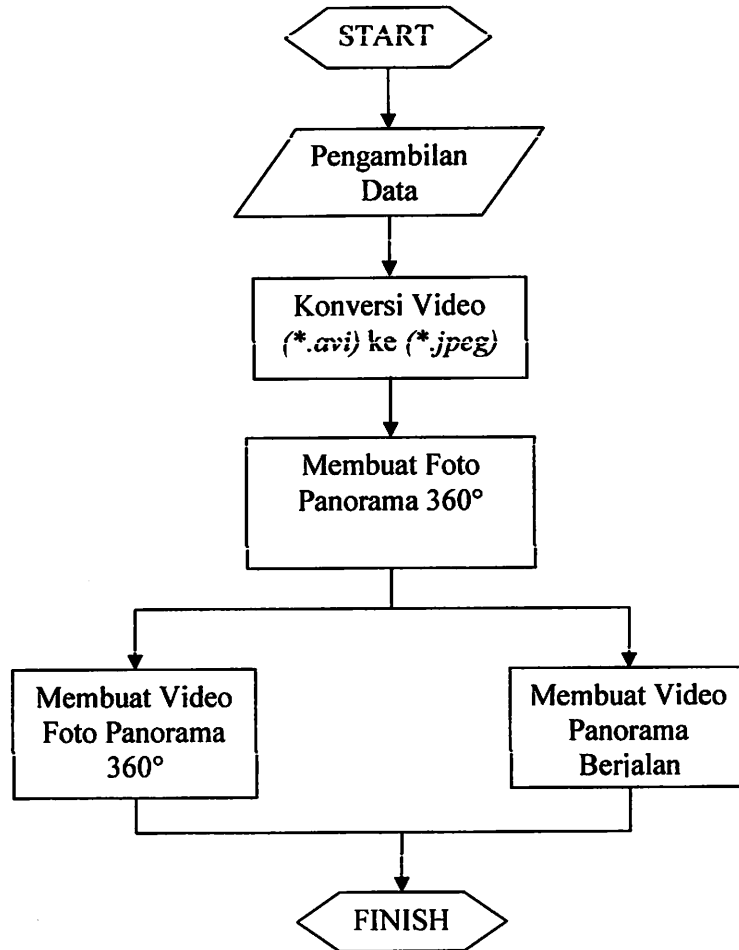 START
Pengambilan
Data
Konversi Video
(*.avi) ke (*.jpeg)
Membuat Foto
Panorama 360°
Membuat Video
Foto Panorama
360°
Membuat Video
Panorama
Berjalan
FINISH